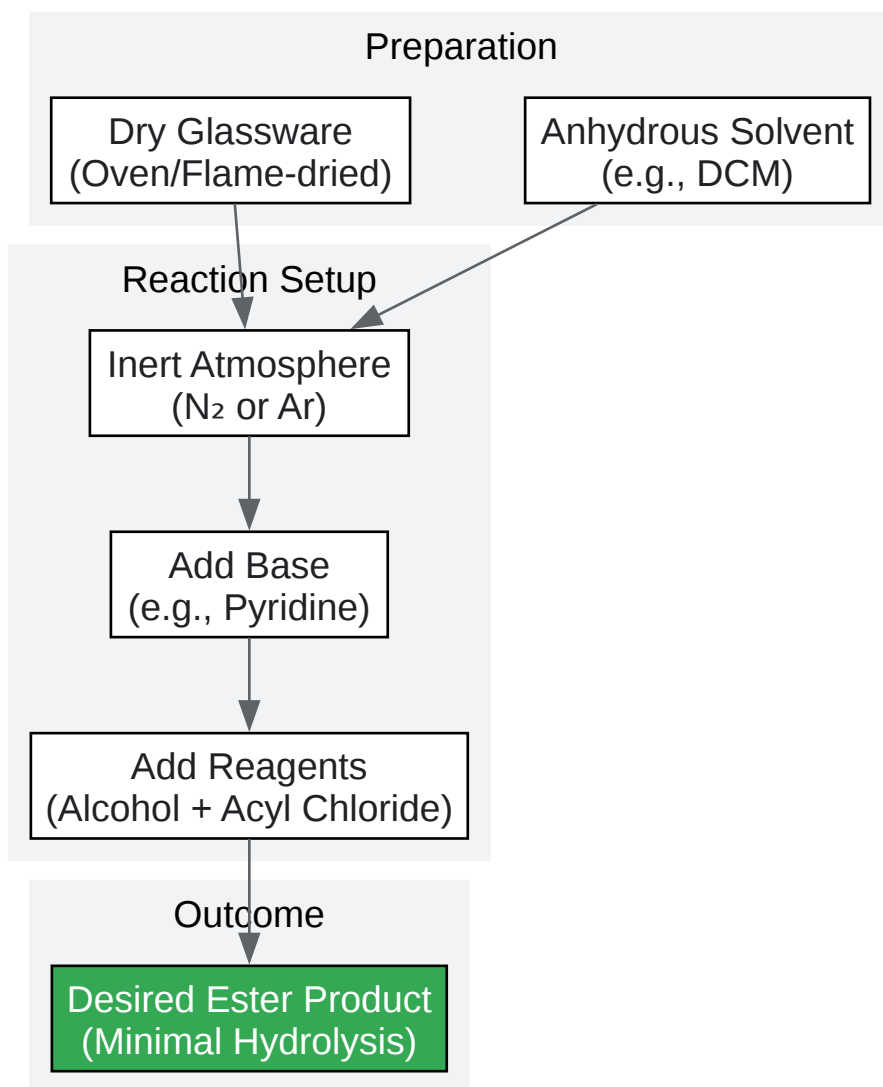 Preparation
Dry Glassware
(Oven/Flame-dried)
Anhydrous Solvent
(e.g., DCM)
Reaction Setup
Inert Atmosphere
(N₂ or Ar)
Add Base
(e.g., Pyridine)
Add Reagents
(Alcohol + Acyl Chloride)
Outcome
Desired Ester Product
(Minimal Hydrolysis)